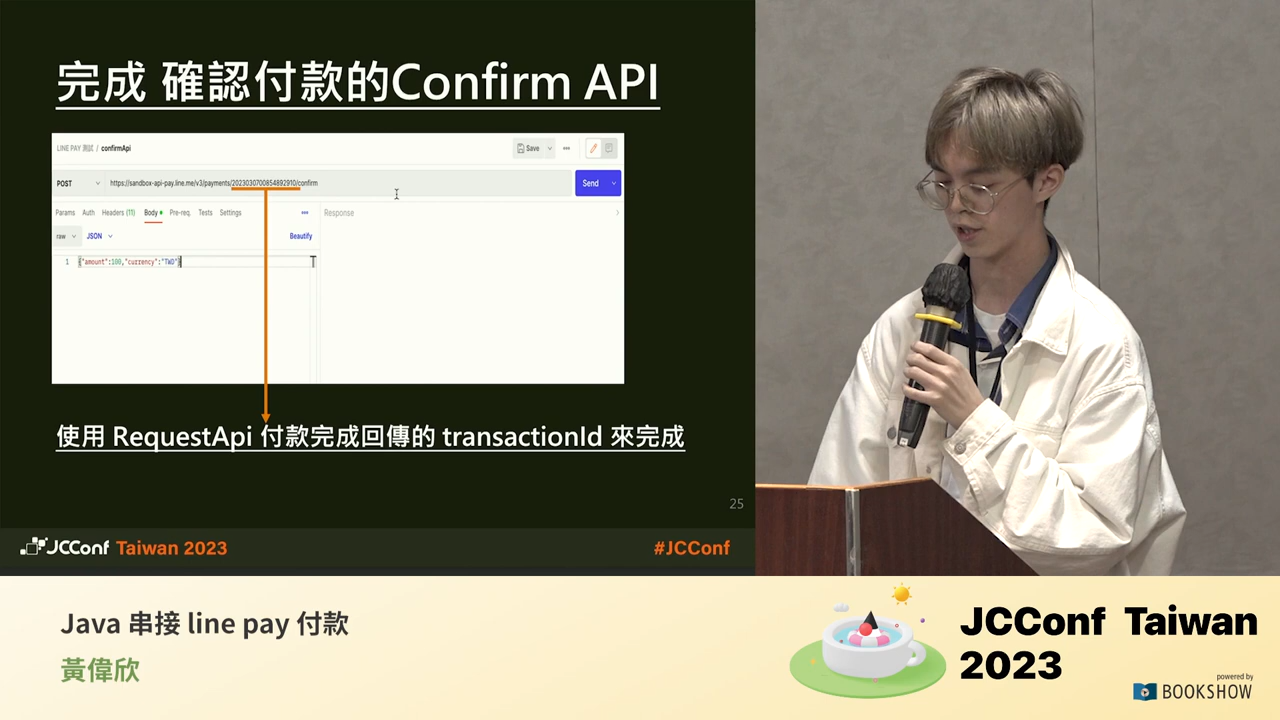 完成 確認付款的Confirm API
LINE PAY 測試 / confirmApi
Save
POST
https://sandbox-api-pay.line.me/v3/payments/2023030700854892910/confirm
Send
Params Auth Headers (11) Body Pre-req. Tests Settings
Response
raw JSON Beautify
1 {"amount":100,"currency":"TWD"}
使用 RequestApi 付款完成回傳的 transactionId 來完成
25
JCConf Taiwan 2023
#JCConf
Java 串接 line pay 付款
黃偉欣
JCConf Taiwan
2023
powered by
BOOKSHOW